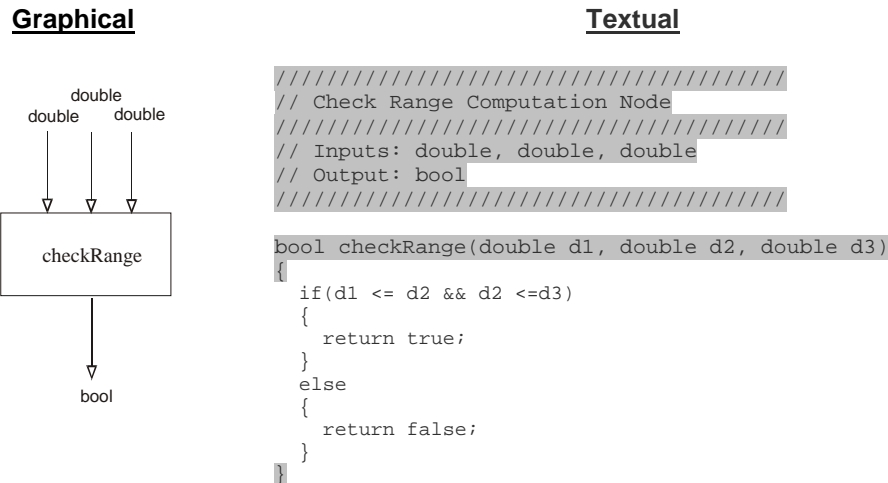 Graphical
Textual
double
double double
checkRange
bool
////////////////////////////////////////
// Check Range Computation Node
////////////////////////////////////////
// Inputs: double, double, double
// Output: bool
////////////////////////////////////////
bool checkRange(double d1, double d2, double d3)
{
if(d1 <= d2 && d2 <=d3)
{
return true;
}
else
{
return false;
}
}